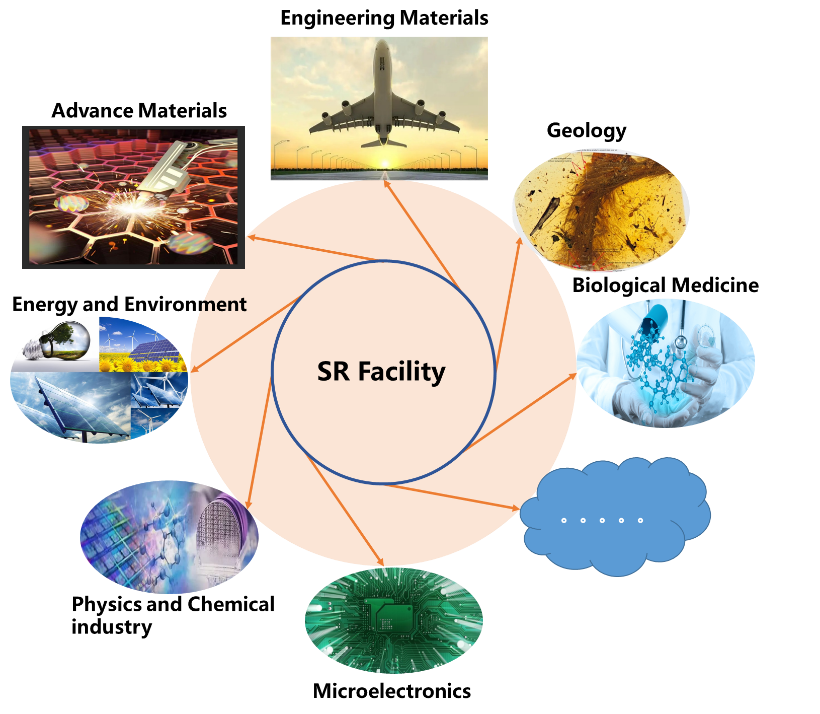 Engineering Materials
Advance Materials
Geology
Biological Medicine
Energy and Environment
SR Facility
Physics and Chemical
industry
Microelectronics